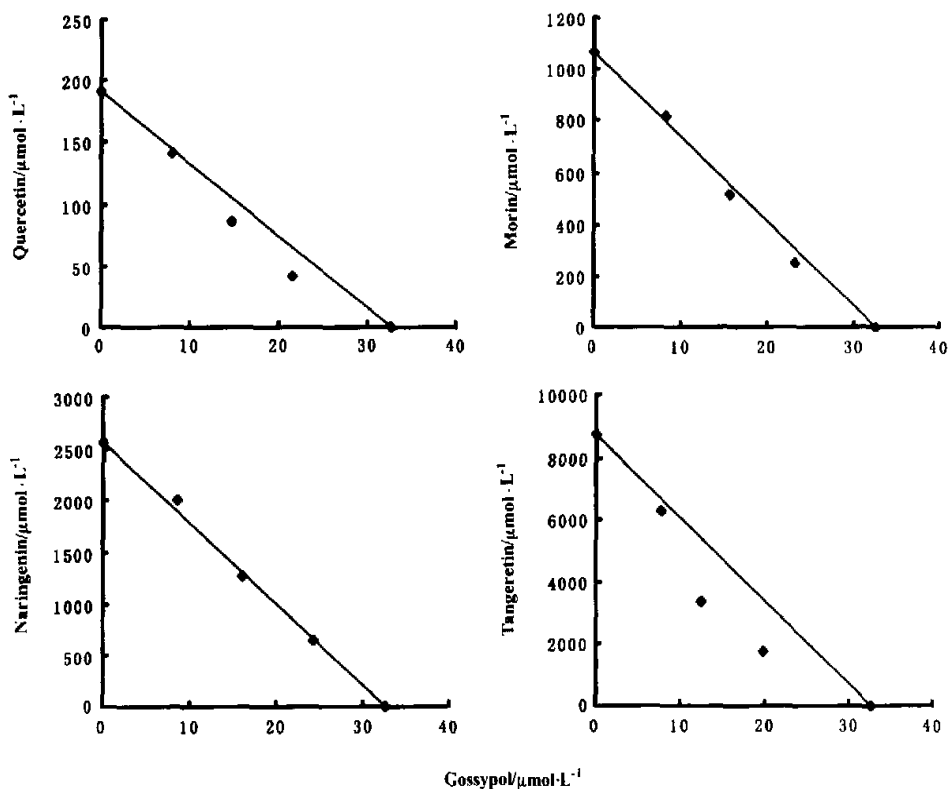 Quercetin/μmol·L⁻¹
250
200
150
100
50
0
0 10 20 30 40
Morin/μmol·L⁻¹
1200
1000
800
600
400
200
0
0 10 20 30 40
Naringenin/μmol·L⁻¹
3000
2500
2000
1500
1000
500
0
0 10 20 30 40
Tangeretin/μmol·L⁻¹
10000
8000
6000
4000
2000
0
0 10 20 30 40
Gossypol/μmol·L⁻¹